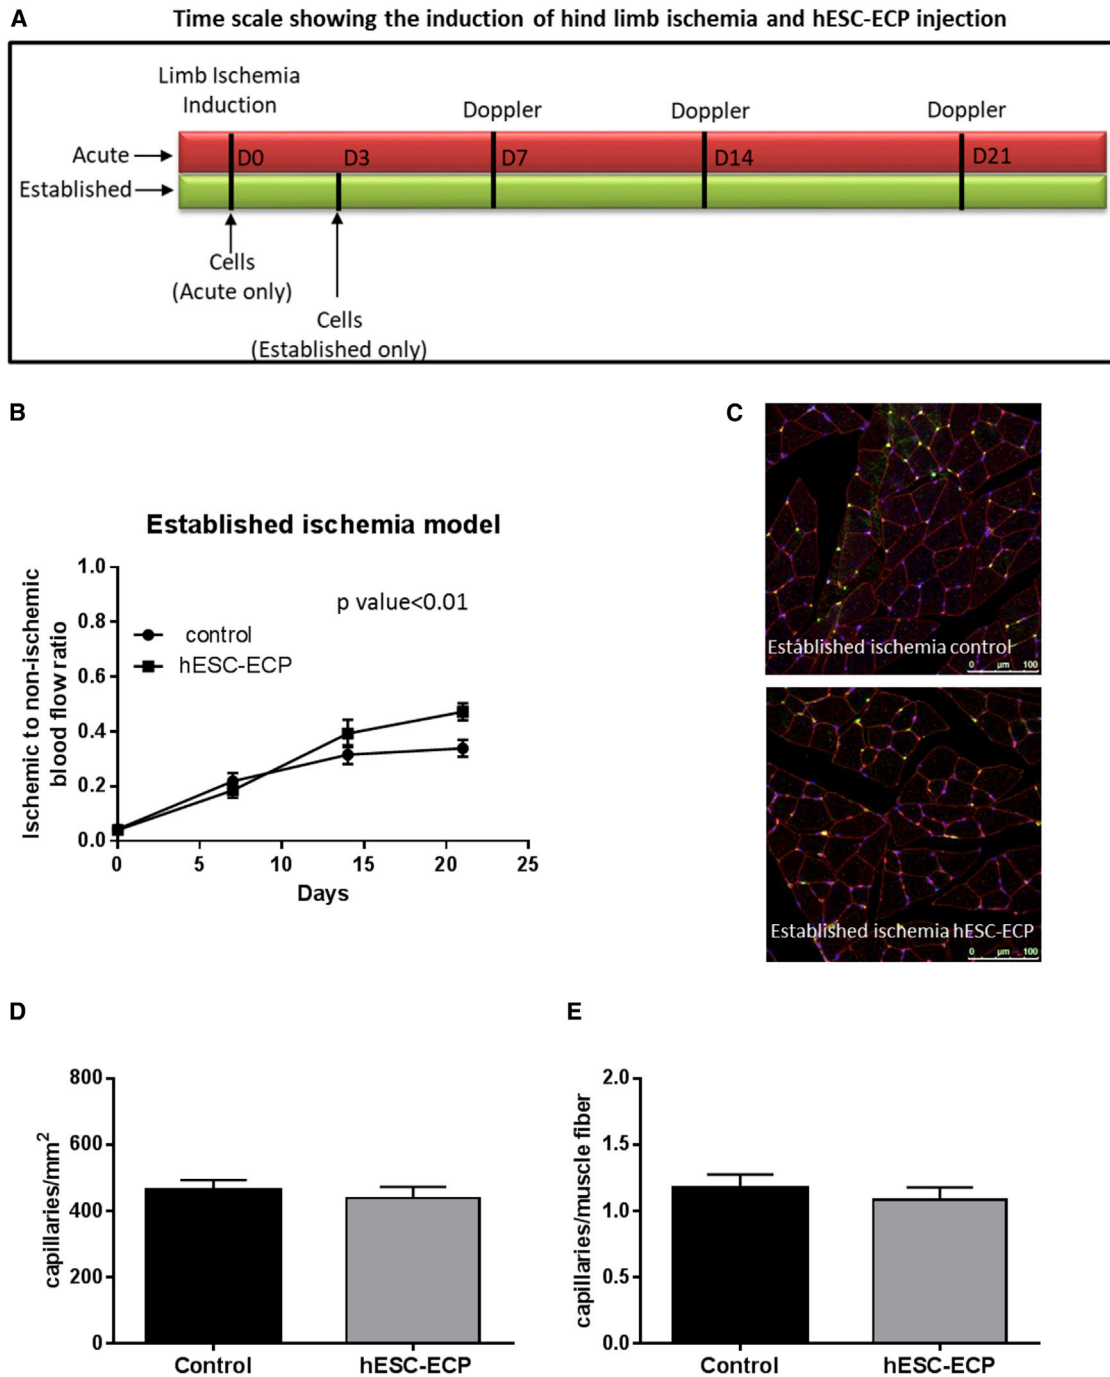 A
Time scale showing the induction of hind limb ischemia and hESC-ECP injection
Limb Ischemia
Induction
Doppler
Doppler
Doppler
Acute
D0
D3
D7
D14
D21
Established
Cells
(Acute only)
Cells
(Established only)
B
Established ischemia model
Ischemic to non-ischemic
blood flow ratio
1.0
0.8
0.6
0.4
0.2
0.0
p value<0.01
control
hESC-ECP
0
5
10
15
20
25
Days
C
Established ischemia control
0 µm 100
Established ischemia hESC-ECP
0 µm 100
D
capillaries/mm2
800
600
400
200
0
Control
hESC-ECP
E
capillaries/muscle fiber
2.0
1.5
1.0
0.5
0.0
Control
hESC-ECP